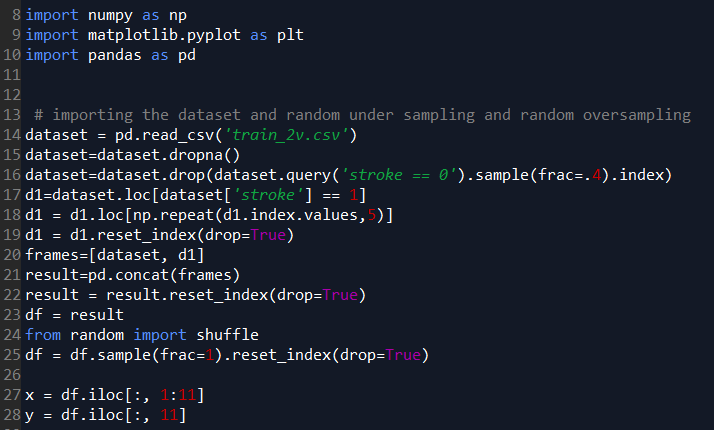 8 import numpy as np
9 import matplotlib.pyplot as plt
10 import pandas as pd
11
12
13  # importing the dataset and random under sampling and random oversampling
14 dataset = pd.read_csv('train_2v.csv')
15 dataset=dataset.dropna()
16 dataset=dataset.drop(dataset.query('stroke == 0').sample(frac=.4).index)
17 d1=dataset.loc[dataset['stroke'] == 1]
18 d1 = d1.loc[np.repeat(d1.index.values,5)]
19 d1 = d1.reset_index(drop=True)
20 frames=[dataset, d1]
21 result=pd.concat(frames)
22 result = result.reset_index(drop=True)
23 df = result
24 from random import shuffle
25 df = df.sample(frac=1).reset_index(drop=True)
26
27 x = df.iloc[:, 1:11]
28 y = df.iloc[:, 11]